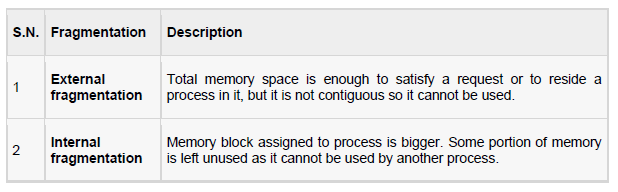 S.N. Fragmentation Description
1 External fragmentation Total memory space is enough to satisfy a request or to reside a
process in it, but it is not contiguous so it cannot be used.
2 Internal fragmentation Memory block assigned to process is bigger. Some portion of memory
is left unused as it cannot be used by another process.